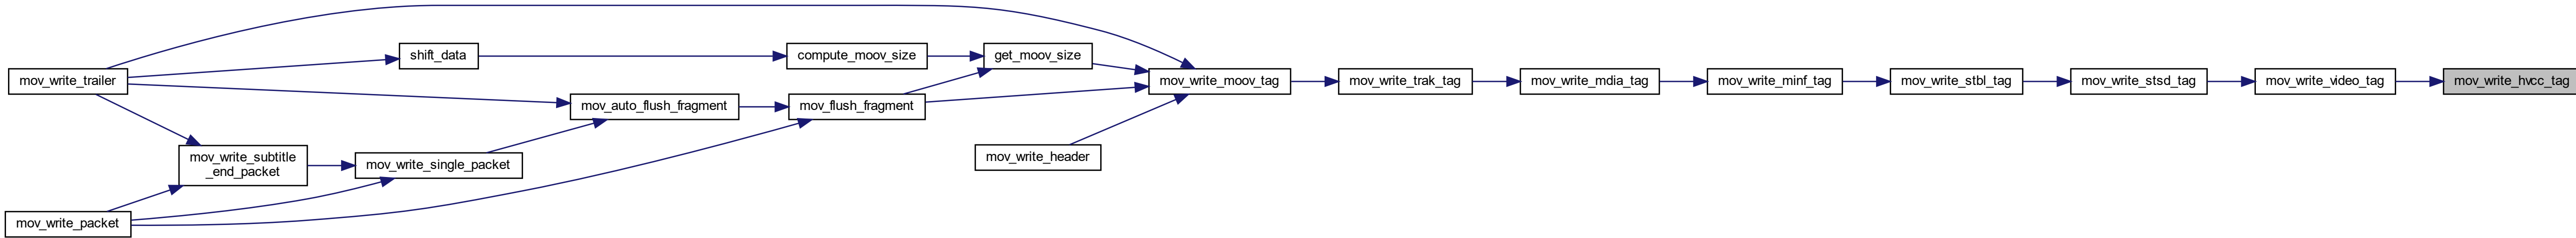 mov_write_trailer
shift_data
compute_moov_size
get_moov_size
mov_write_moov_tag
mov_write_trak_tag
mov_write_mdia_tag
mov_write_minf_tag
mov_write_stbl_tag
mov_write_stsd_tag
mov_write_video_tag
mov_write_hvcc_tag
mov_auto_flush_fragment
mov_flush_fragment
mov_write_subtitle
_end_packet
mov_write_single_packet
mov_write_header
mov_write_packet